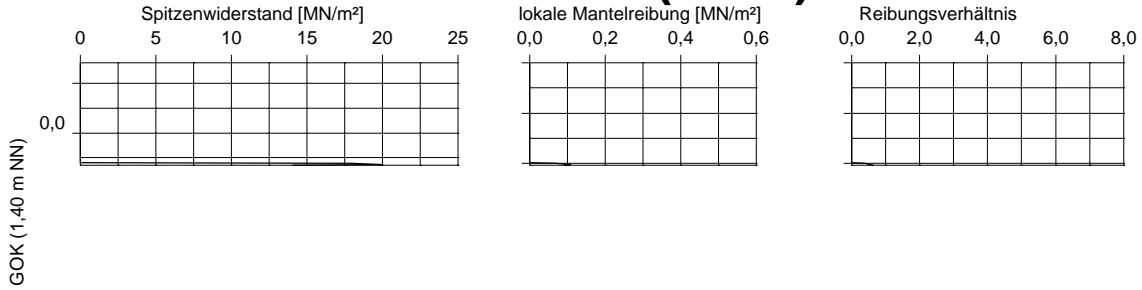 Spitzenwiderstand [MN/m²] lokale Mantelreibung [MN/m²] Reibungsverhältnis
0 5 10 15 20 25 0,0 0,2 0,4 0,6 0,0 2,0 4,0 6,0 8,0
0,0
GOK (1,40 m NN)